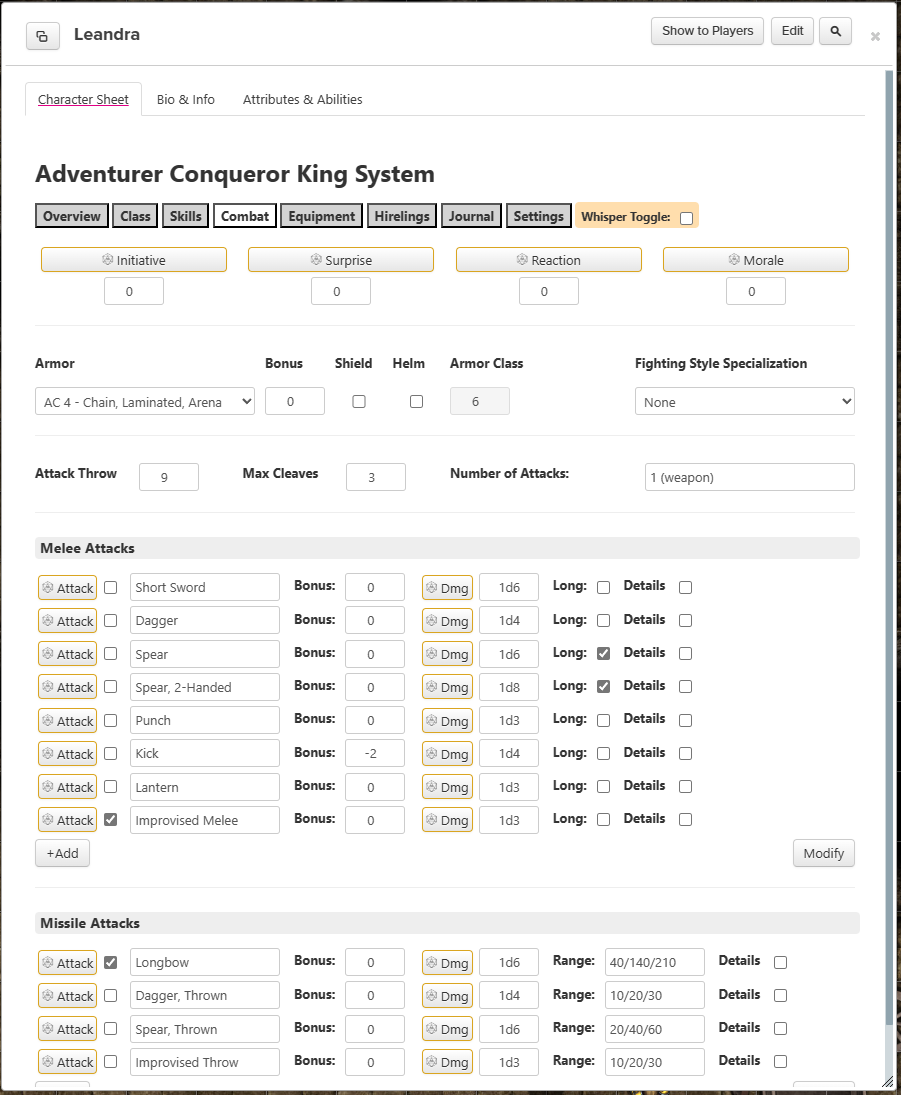 Leandra Show to Players Edit
Character Sheet Bio & Info Attributes & Abilities
Adventurer Conqueror King System
Overview Class Skills Combat Equipment Hirelings Journal Settings Whisper Toggle:
Initiative Surprise Reaction Morale
0 0 0 0
Armor Bonus Shield Helm Armor Class Fighting Style Specialization
AC 4 - Chain, Laminated, Arena 0 6 None
Attack Throw 9 Max Cleaves 3 Number of Attacks: 1 (weapon)
Melee Attacks
Attack Short Sword Bonus: 0 Dmg 1d6 Long: Details
Attack Dagger Bonus: 0 Dmg 1d4 Long: Details
Attack Spear Bonus: 0 Dmg 1d6 Long: Details
Attack Spear, 2-Handed Bonus: 0 Dmg 1d8 Long: Details
Attack Punch Bonus: 0 Dmg 1d3 Long: Details
Attack Kick Bonus: -2 Dmg 1d4 Long: Details
Attack Lantern Bonus: 0 Dmg 1d3 Long: Details
Attack Improvised Melee Bonus: 0 Dmg 1d3 Long: Details
+Add Modify
Missile Attacks
Attack Longbow Bonus: 0 Dmg 1d6 Range: 40/140/210 Details
Attack Dagger, Thrown Bonus: 0 Dmg 1d4 Range: 10/20/30 Details
Attack Spear, Thrown Bonus: 0 Dmg 1d6 Range: 20/40/60 Details
Attack Improvised Throw Bonus: 0 Dmg 1d3 Range: 10/20/30 Details